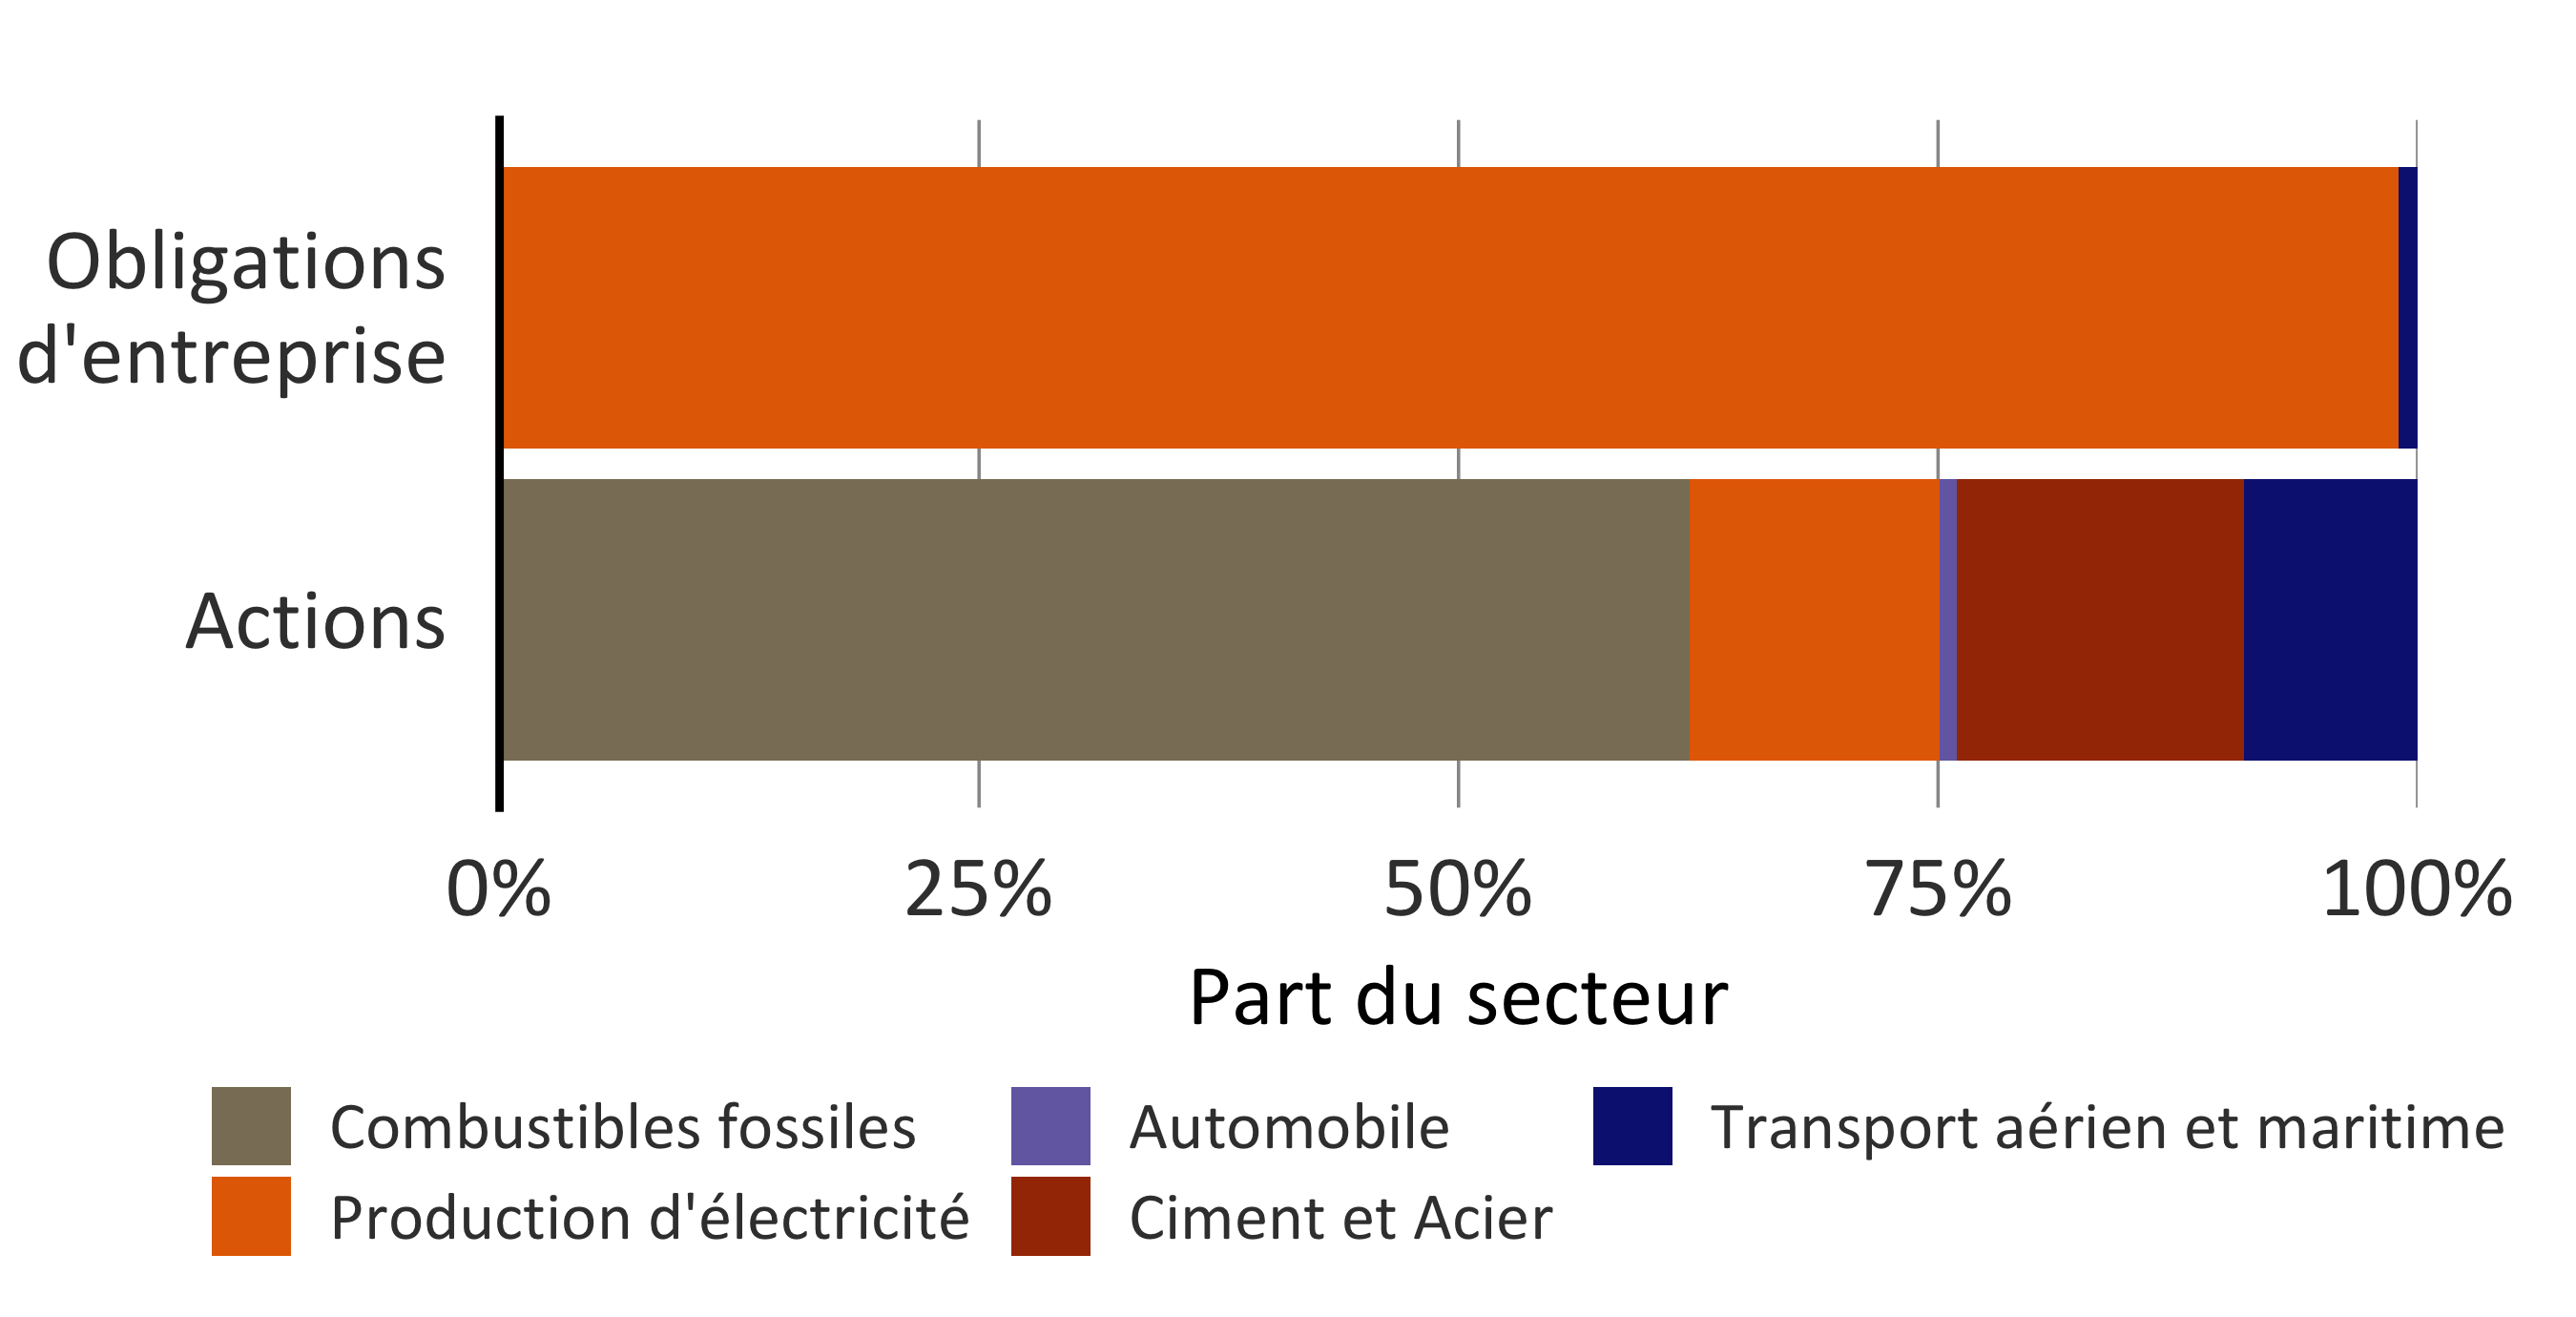 Obligations
d'entreprise
Actions
0% 25% 50% 75% 100%
Part du secteur
Combustibles fossiles Automobile Transport aérien et maritime
Production d'électricité Ciment et Acier